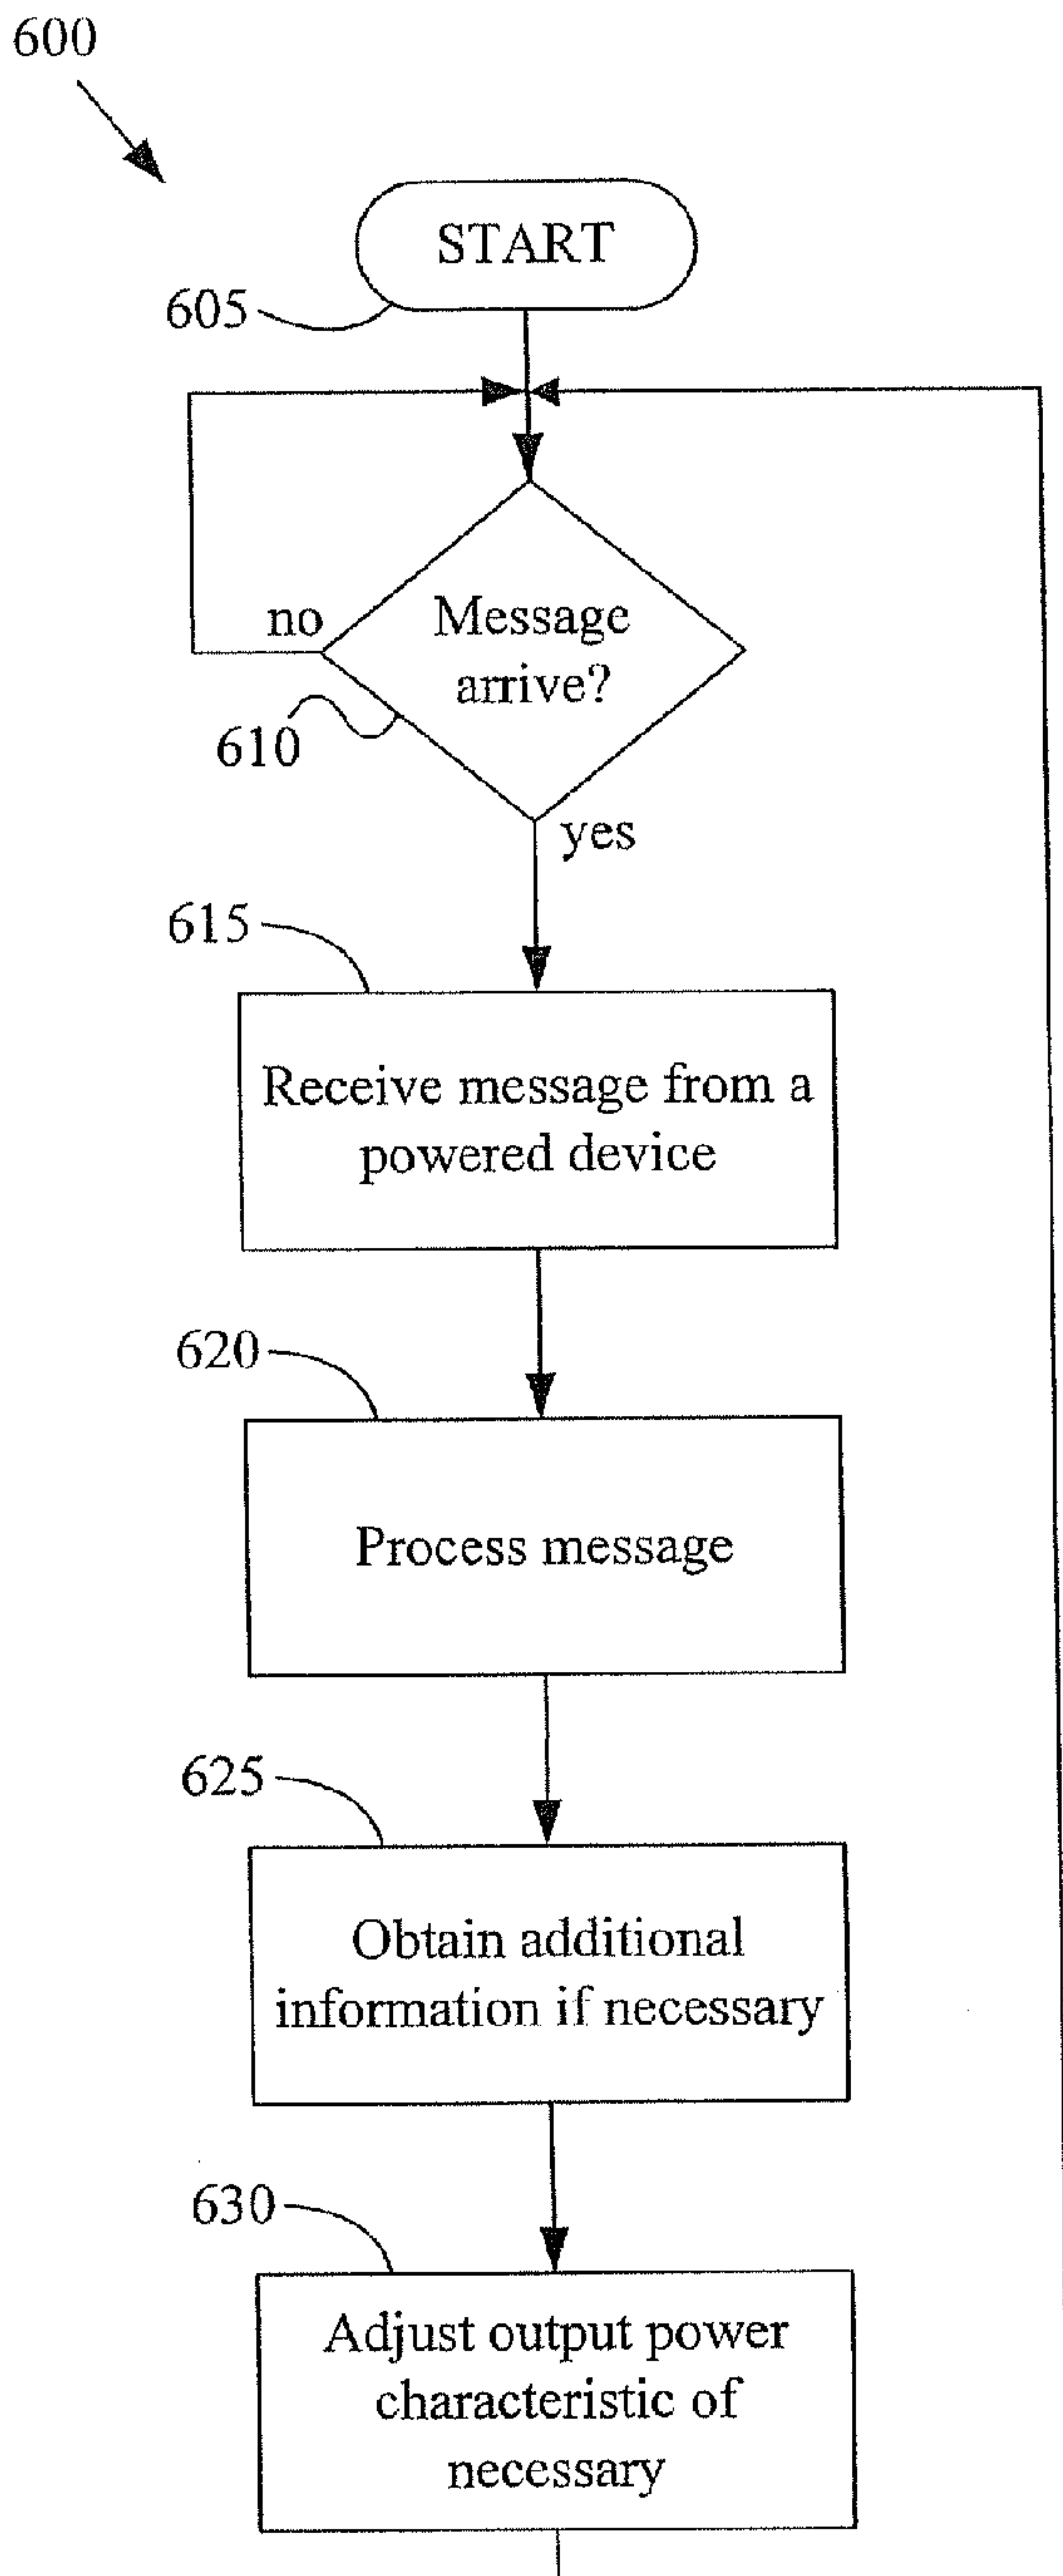 600
START
605
no
Message
arrive?
610
yes
615
Receive message from a
powered device
620
Process message
625
Obtain additional
information if necessary
630
Adjust output power
characteristic of
necessary